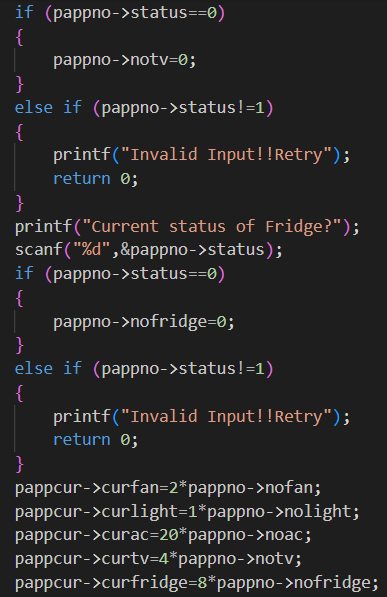 if (pappno->status==0)
{
    pappno->notv=0;
}
else if (pappno->status!=1)
{
    printf("Invalid Input!!Retry");
    return 0;
}
printf("Current status of Fridge?");
scanf("%d",&pappno->status);
if (pappno->status==0)
{
    pappno->nofridge=0;
}
else if (pappno->status!=1)
{
    printf("Invalid Input!!Retry");
    return 0;
}
pappcur->curfan=2*pappno->nofan;
pappcur->curlight=1*pappno->nolight;
pappcur->curac=20*pappno->noac;
pappcur->curtv=4*pappno->notv;
pappcur->curfridge=8*pappno->nofridge;